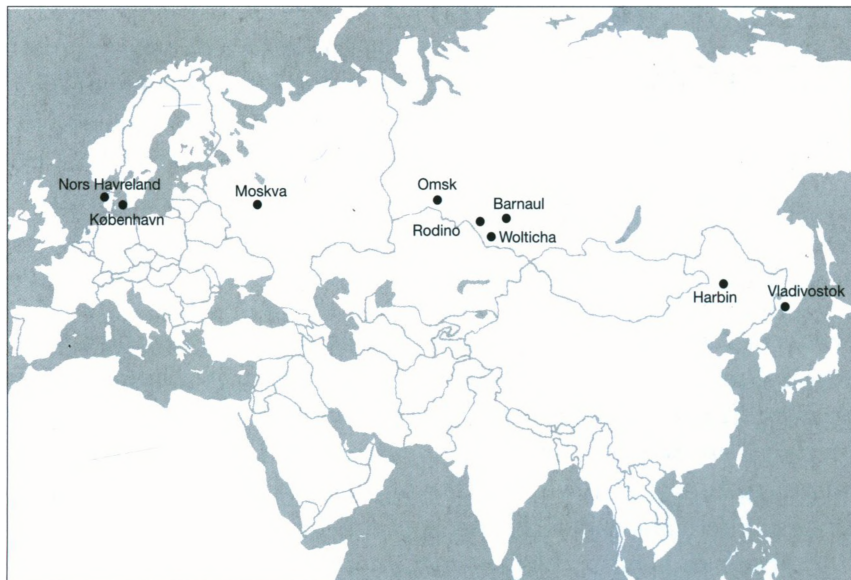 Nors Havreland
København
Moskva
Omsk
Barnaul
Rodino
Wolticha
Harbin
Vladivostok